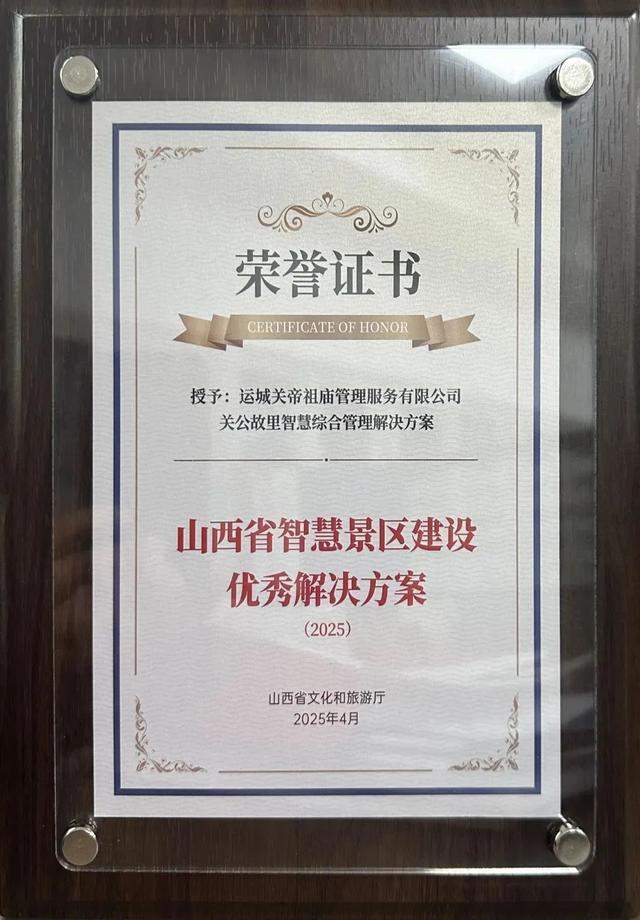 荣誉证书
CERTIFICATE OF HONOR
授予：运城关帝祖庙管理服务有限公司
关公故里智慧综合管理解决方案
山西省智慧景区建设
优秀解决方案
（2025）
山西省文化和旅游厅
2025年4月